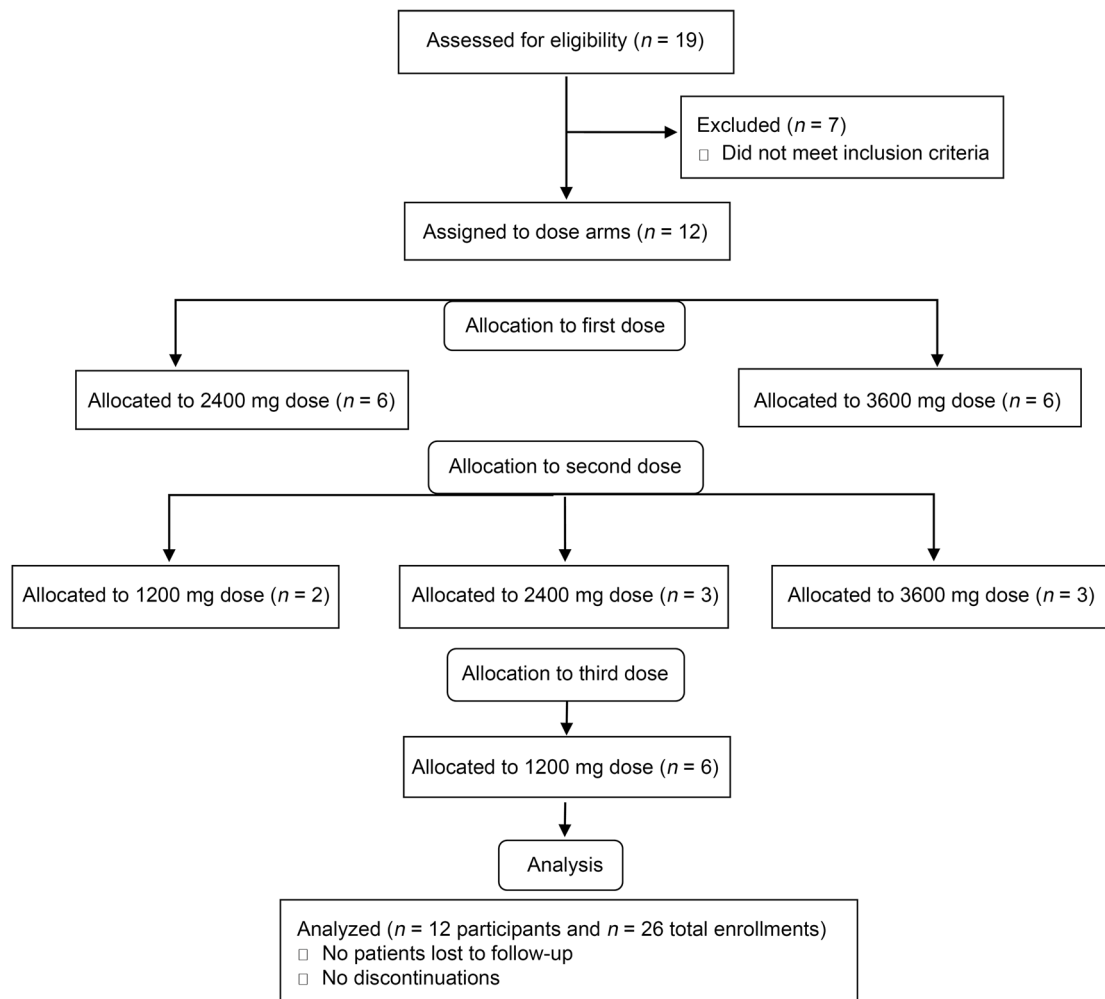 Assessed for eligibility (n = 19)
Excluded (n = 7)
▯ Did not meet inclusion criteria
Assigned to dose arms (n = 12)
Allocation to first dose
Allocated to 2400 mg dose (n = 6)
Allocated to 3600 mg dose (n = 6)
Allocation to second dose
Allocated to 1200 mg dose (n = 2)
Allocated to 2400 mg dose (n = 3)
Allocated to 3600 mg dose (n = 3)
Allocation to third dose
Allocated to 1200 mg dose (n = 6)
Analysis
Analyzed (n = 12 participants and n = 26 total enrollments)
▯ No patients lost to follow-up
▯ No discontinuations